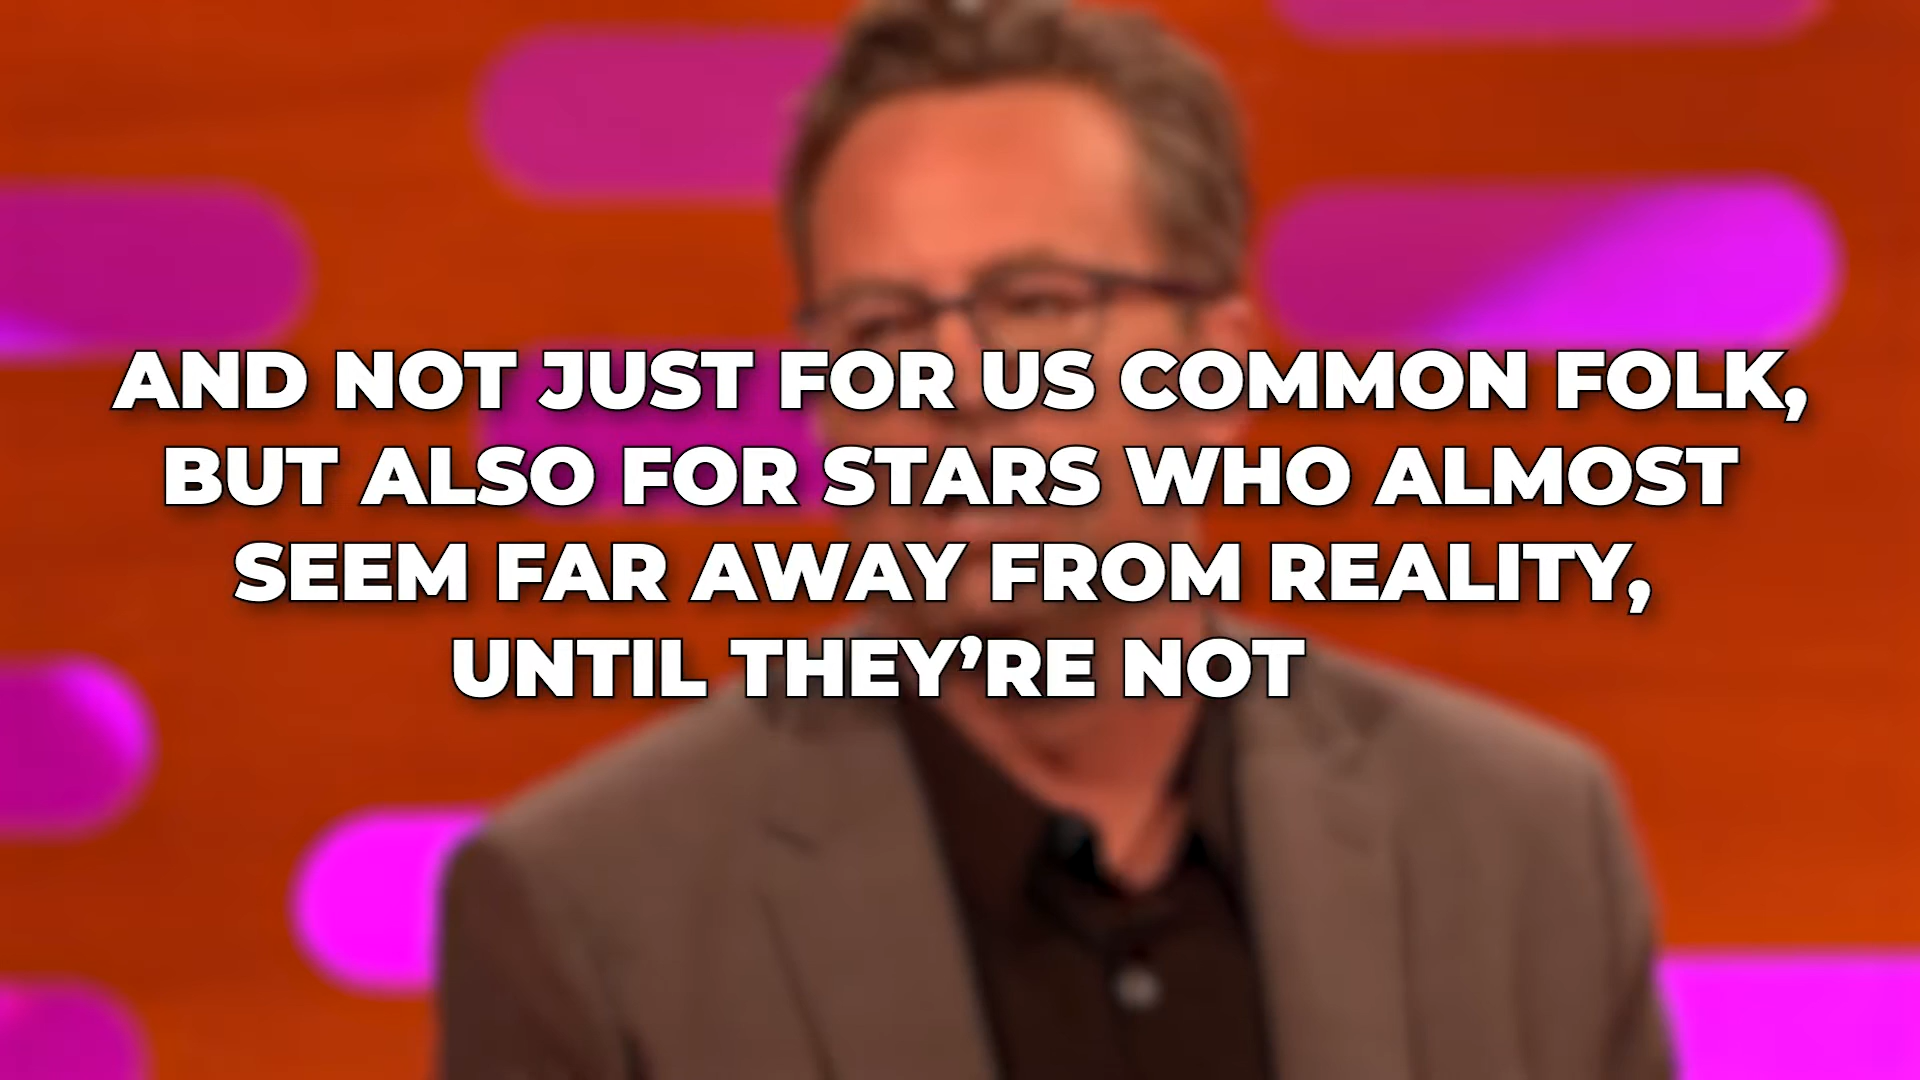 AND NOT JUST FOR US COMMON FOLK,
BUT ALSO FOR STARS WHO ALMOST
SEEM FAR AWAY FROM REALITY,
UNTIL THEY’RE NOT